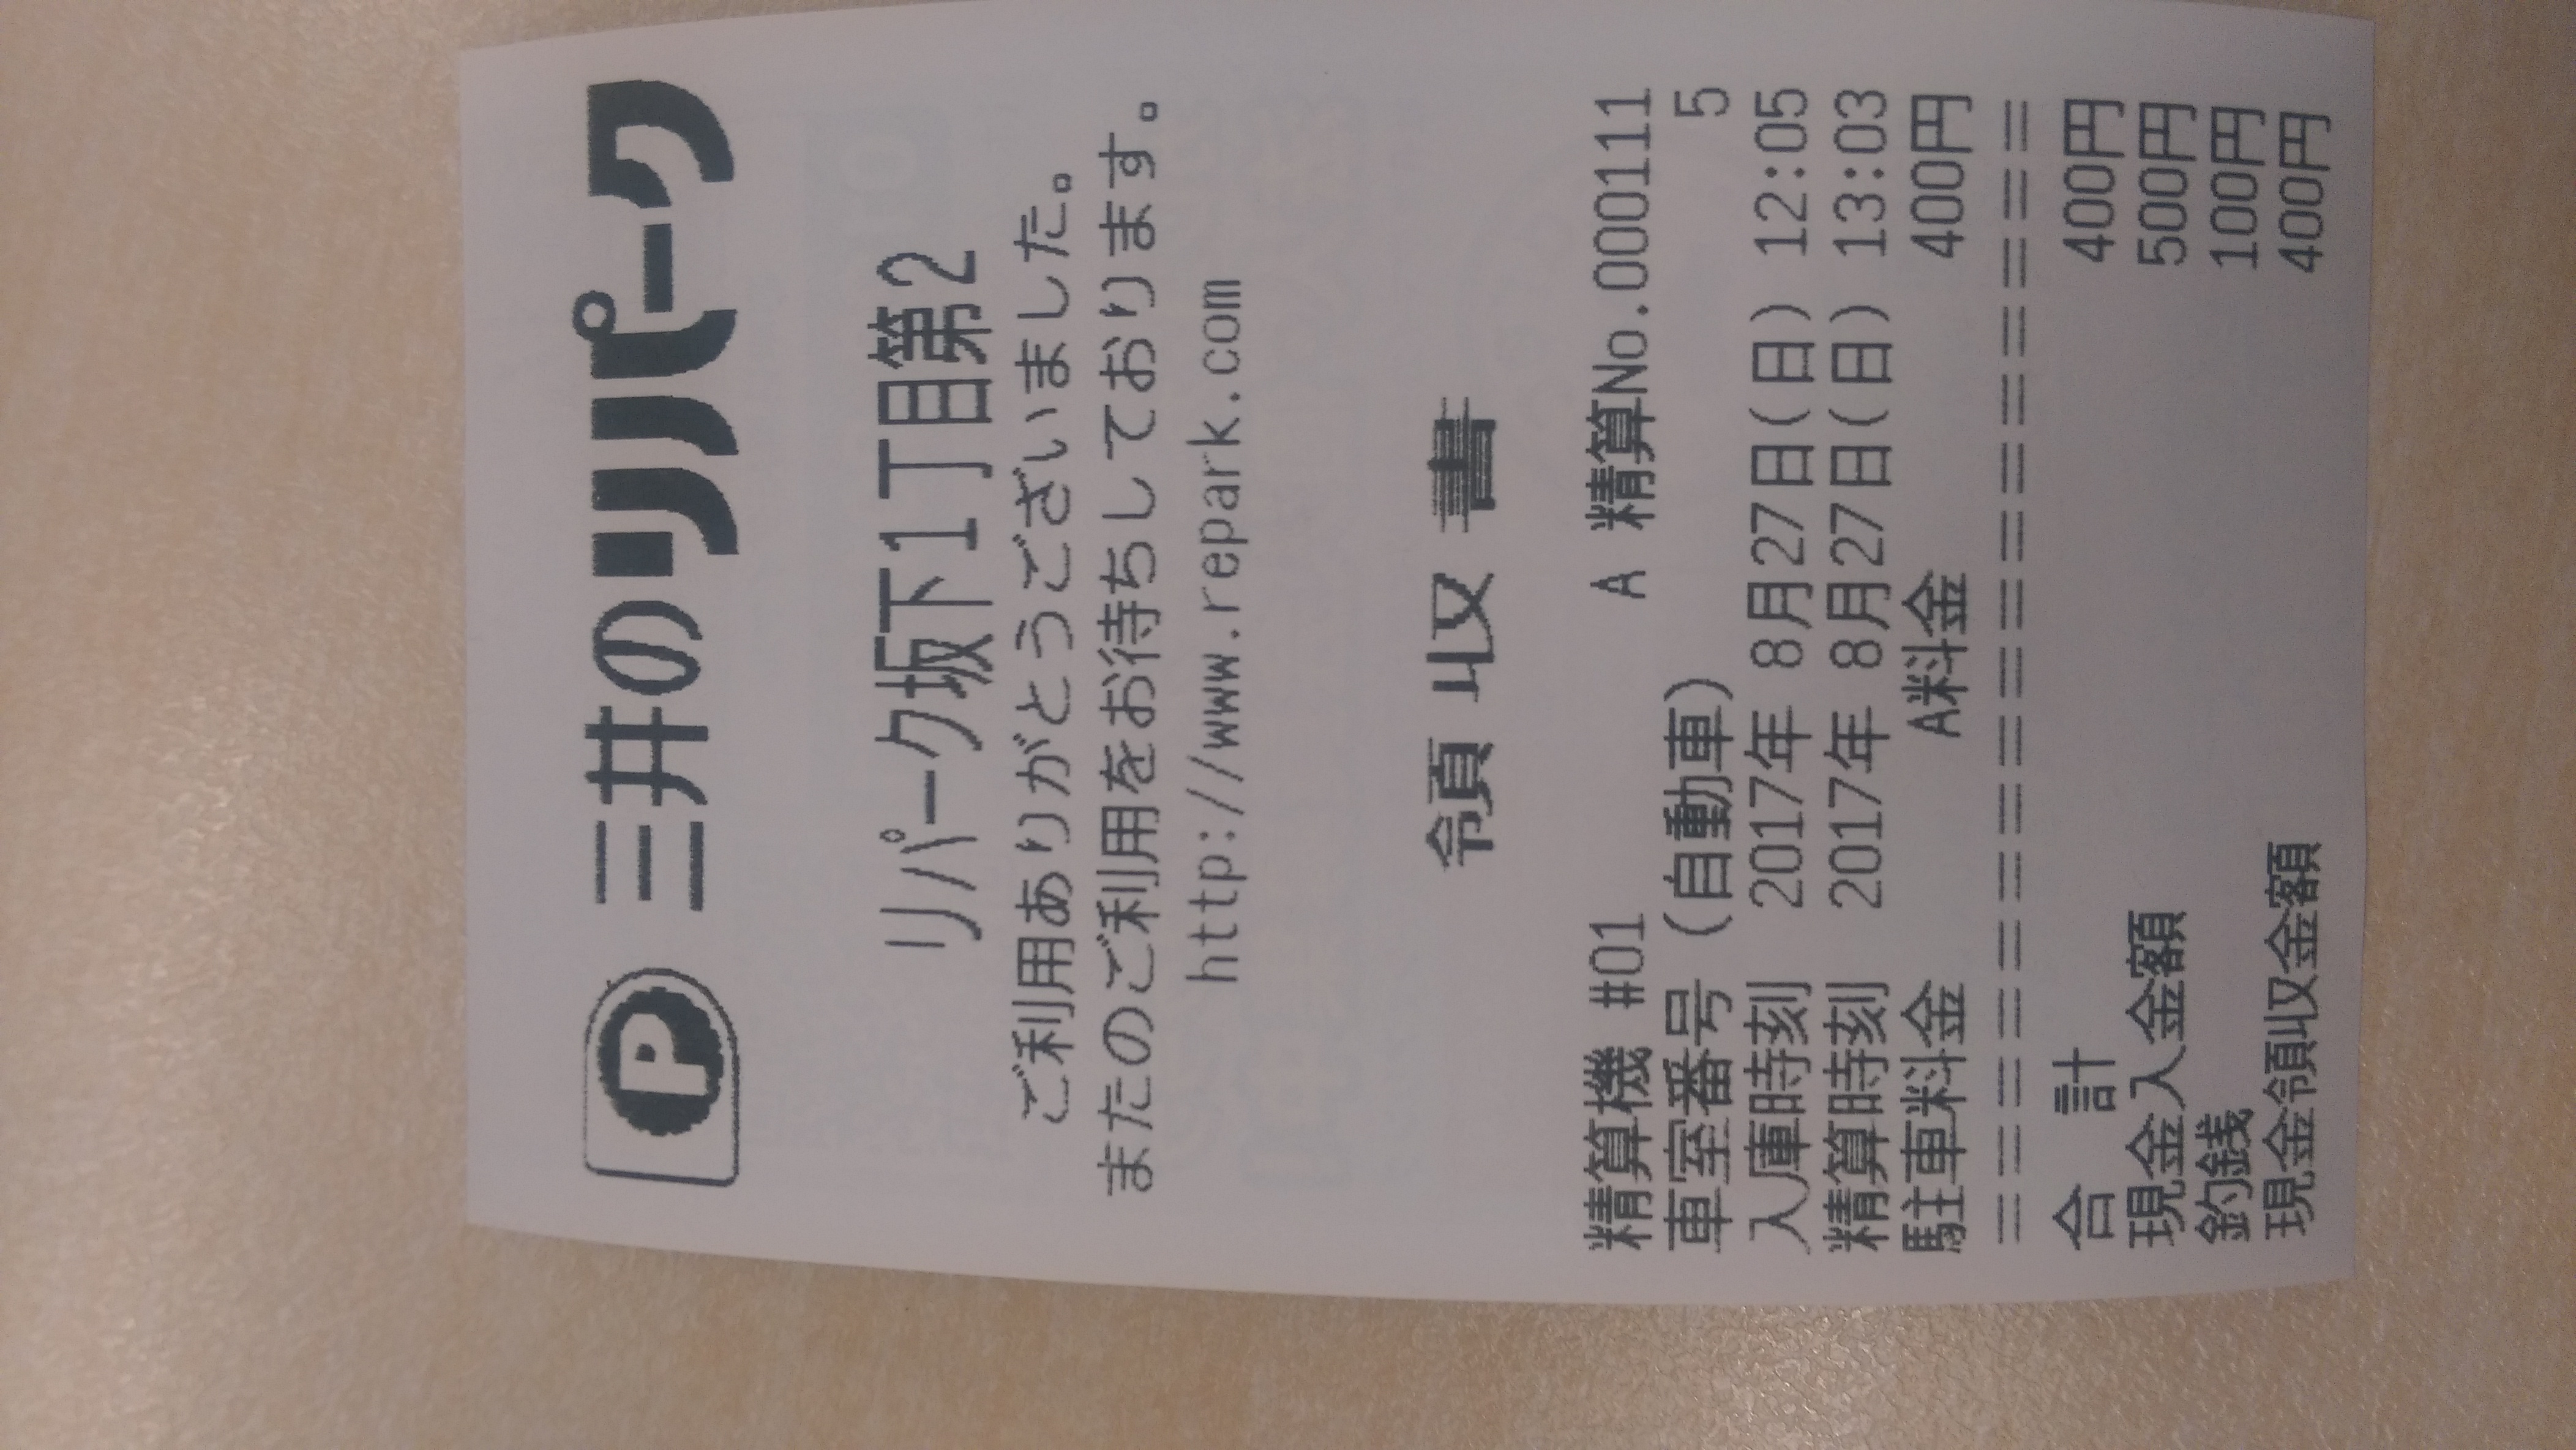 P 三井のリパーク
リパーク坂下1丁目第2
ご利用ありがとうございました。
またのご利用をお待ちしております。
http://www.repark.com
領 収 書
精算機 #01 A 精算No.000111
車室番号 (自動車) 5
入庫時刻 2017年 8月27日(日) 12:05
精算時刻 2017年 8月27日(日) 13:03
駐車料金 A料金 400円
=================
合 計 400円
現金入金額 500円
釣銭 100円
現金領収金額 400円